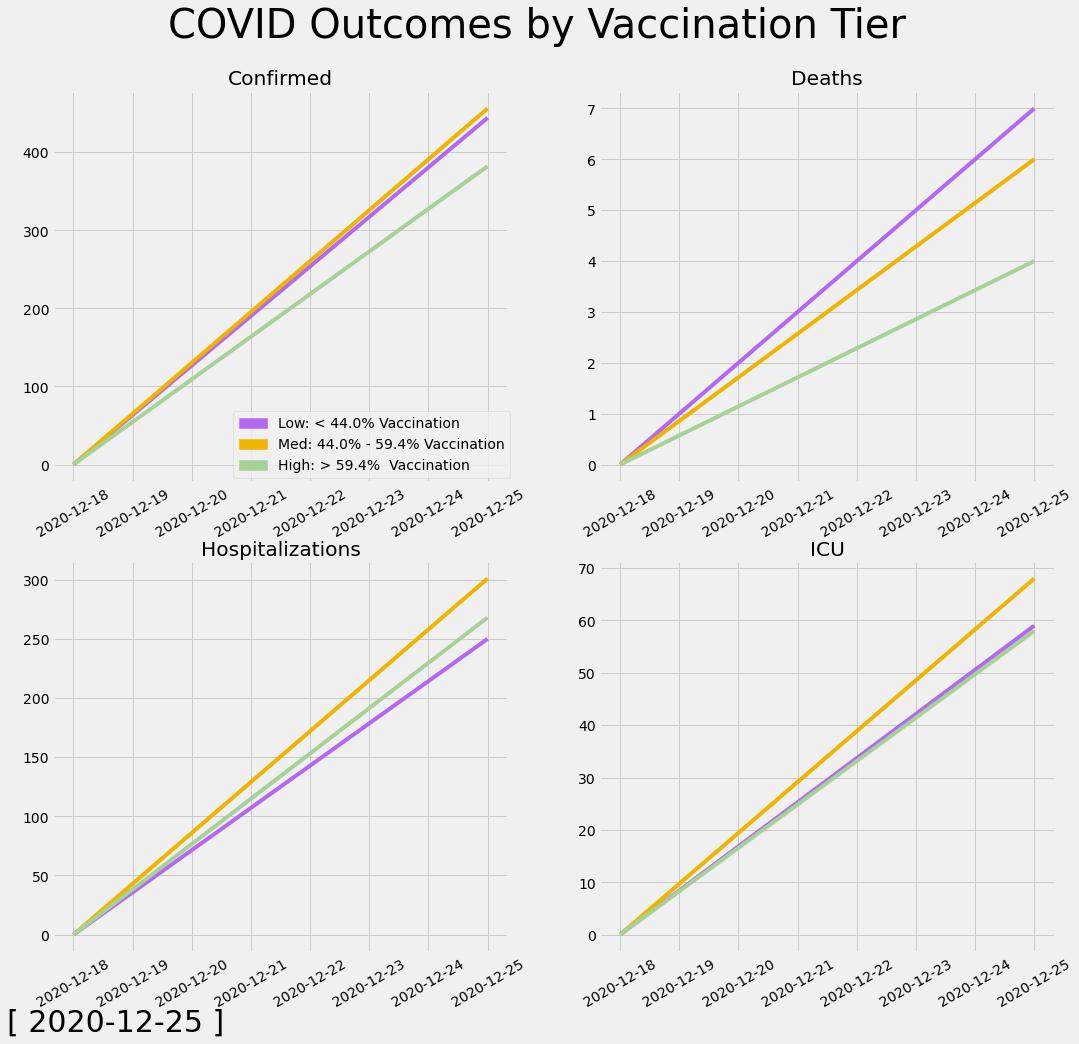 COVID Outcomes by Vaccination Tier
Confirmed
400
300
200
100
0
Low: < 44.0% Vaccination
Med: 44.0% - 59.4% Vaccination
High: > 59.4%  Vaccination
2020-12-18 2020-12-19 2020-12-20 2020-12-21 2020-12-22 2020-12-23 2020-12-24 2020-12-25
Deaths
7
6
5
4
3
2
1
0
2020-12-18 2020-12-19 2020-12-20 2020-12-21 2020-12-22 2020-12-23 2020-12-24 2020-12-25
Hospitalizations
300
250
200
150
100
50
0
2020-12-18 2020-12-19 2020-12-20 2020-12-21 2020-12-22 2020-12-23 2020-12-24 2020-12-25
ICU
70
60
50
40
30
20
10
0
2020-12-18 2020-12-19 2020-12-20 2020-12-21 2020-12-22 2020-12-23 2020-12-24 2020-12-25
[ 2020-12-25 ]